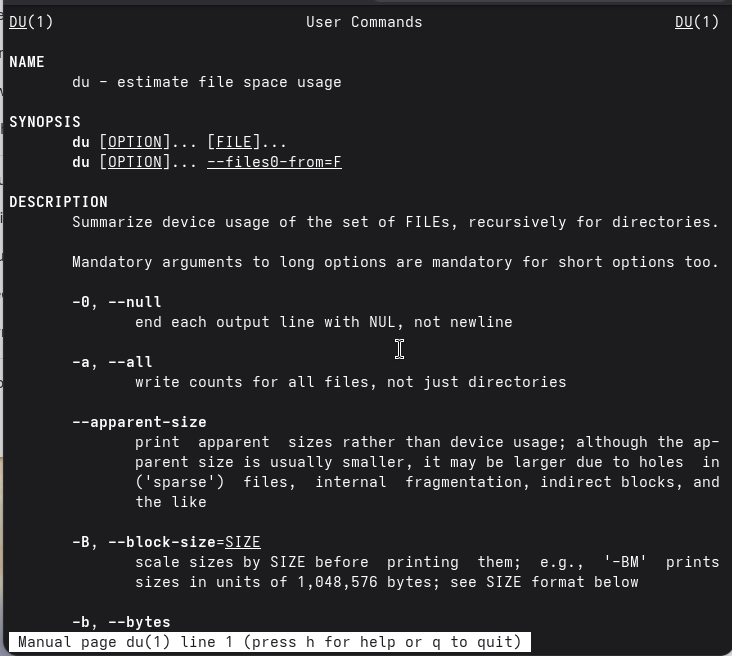 DU(1) User Commands DU(1)
NAME
du - estimate file space usage
SYNOPSIS
du [OPTION]... [FILE]...
du [OPTION]... --files0-from=F
DESCRIPTION
Summarize device usage of the set of FILEs, recursively for directories.
Mandatory arguments to long options are mandatory for short options too.
-0, --null
end each output line with NUL, not newline
-a, --all
write counts for all files, not just directories
--apparent-size
print apparent sizes rather than device usage; although the ap-
parent size is usually smaller, it may be larger due to holes in
('sparse') files, internal fragmentation, indirect blocks, and
the like
-B, --block-size=SIZE
scale sizes by SIZE before printing them; e.g., '-BM' prints
sizes in units of 1,048,576 bytes; see SIZE format below
-b, --bytes
Manual page du(1) line 1 (press h for help or q to quit)